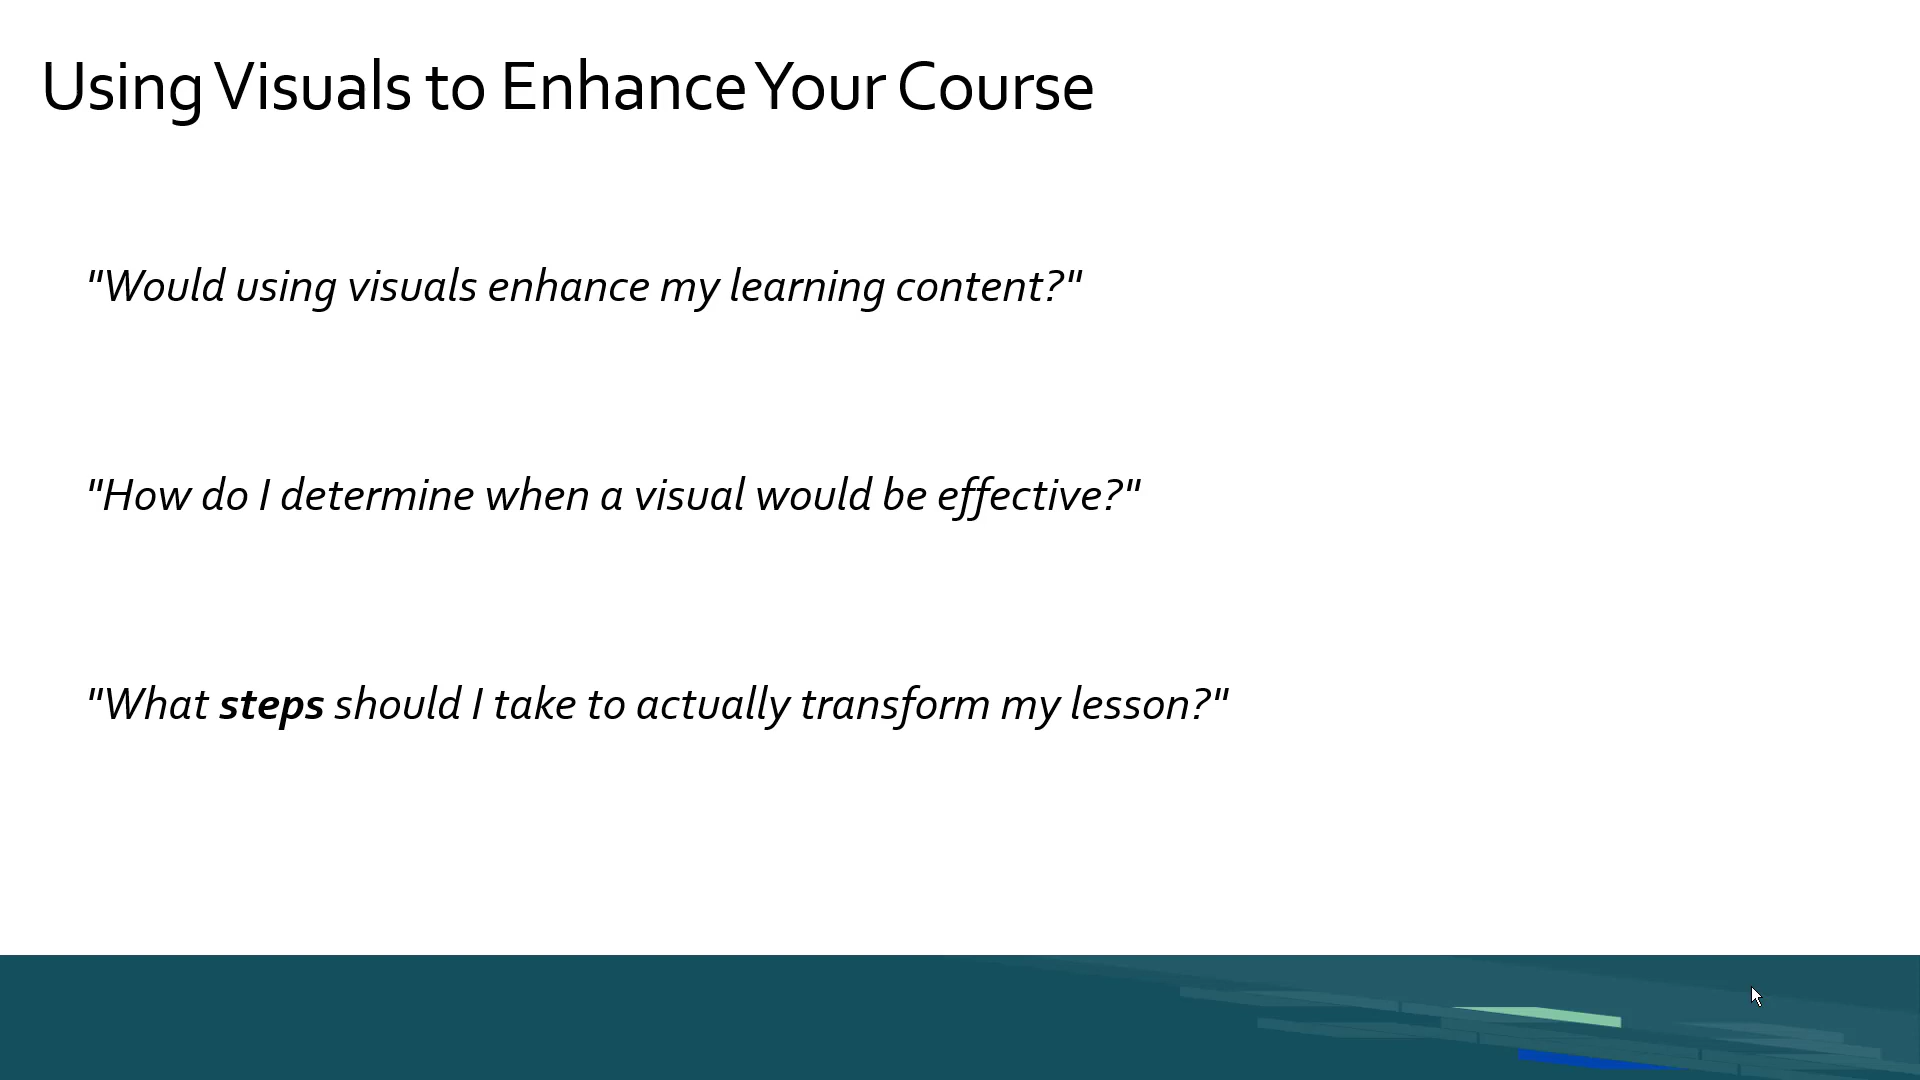 Using Visuals to Enhance Your Course
"Would using visuals enhance my learning content?"
"How do I determine when a visual would be effective?"
"What steps should I take to actually transform my lesson?"